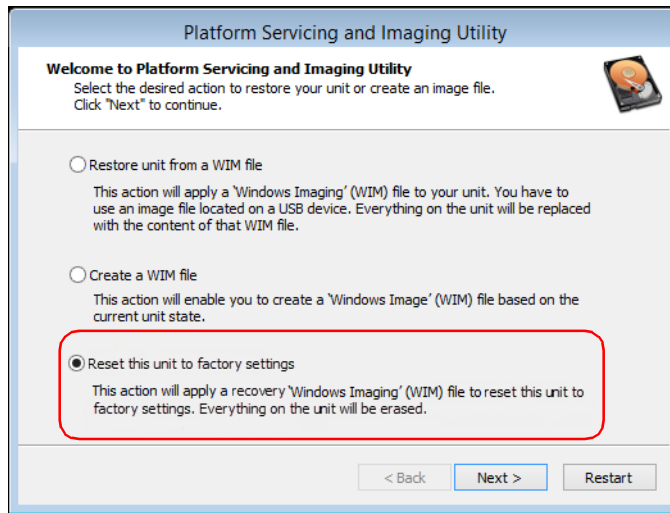 Platform Servicing and Imaging Utility
Welcome to Platform Servicing and Imaging Utility
Select the desired action to restore your unit or create an image file.
Click "Next" to continue.
Restore unit from a WIM file
This action will apply a 'Windows Imaging' (WIM) file to your unit. You have to
use an image file located on a USB device. Everything on the unit will be replaced
with the content of that WIM file.
Create a WIM file
This action will enable you to create a 'Windows Image' (WIM) file based on the
current unit state.
Reset this unit to factory settings
This action will apply a recovery 'Windows Imaging' (WIM) file to reset this unit to
factory settings. Everything on the unit will be erased.
< Back Next > Restart